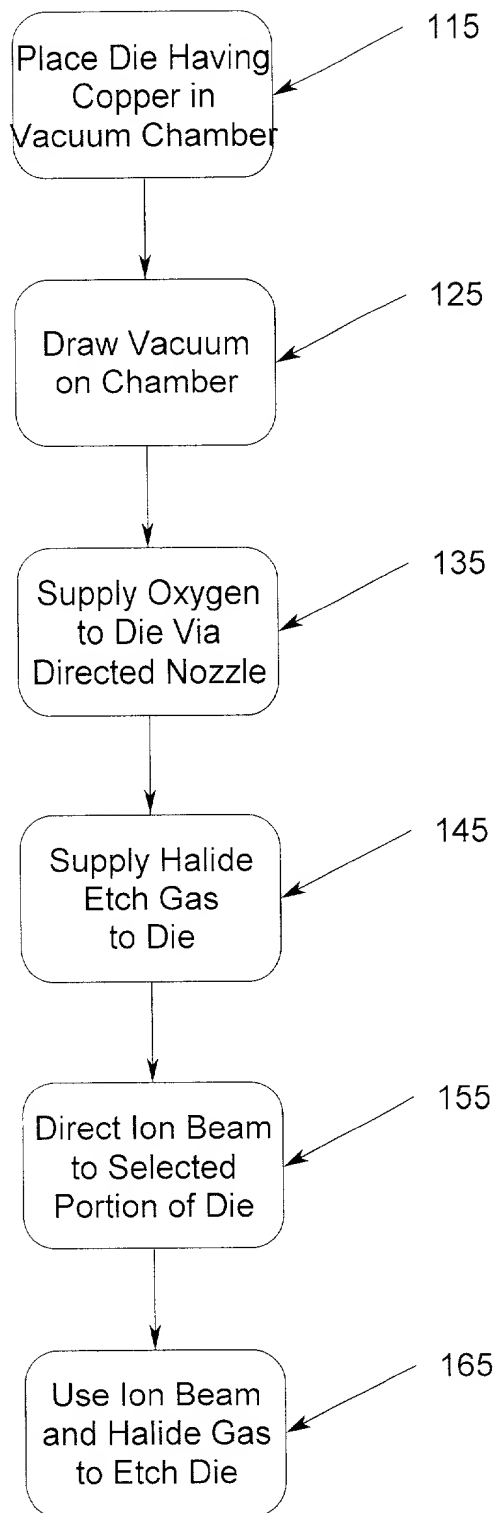 115
Place Die Having
Copper in
Vacuum Chamber
125
Draw Vacuum
on Chamber
135
Supply Oxygen
to Die Via
Directed Nozzle
145
Supply Halide
Etch Gas
to Die
155
Direct Ion Beam
to Selected
Portion of Die
165
Use Ion Beam
and Halide Gas
to Etch Die